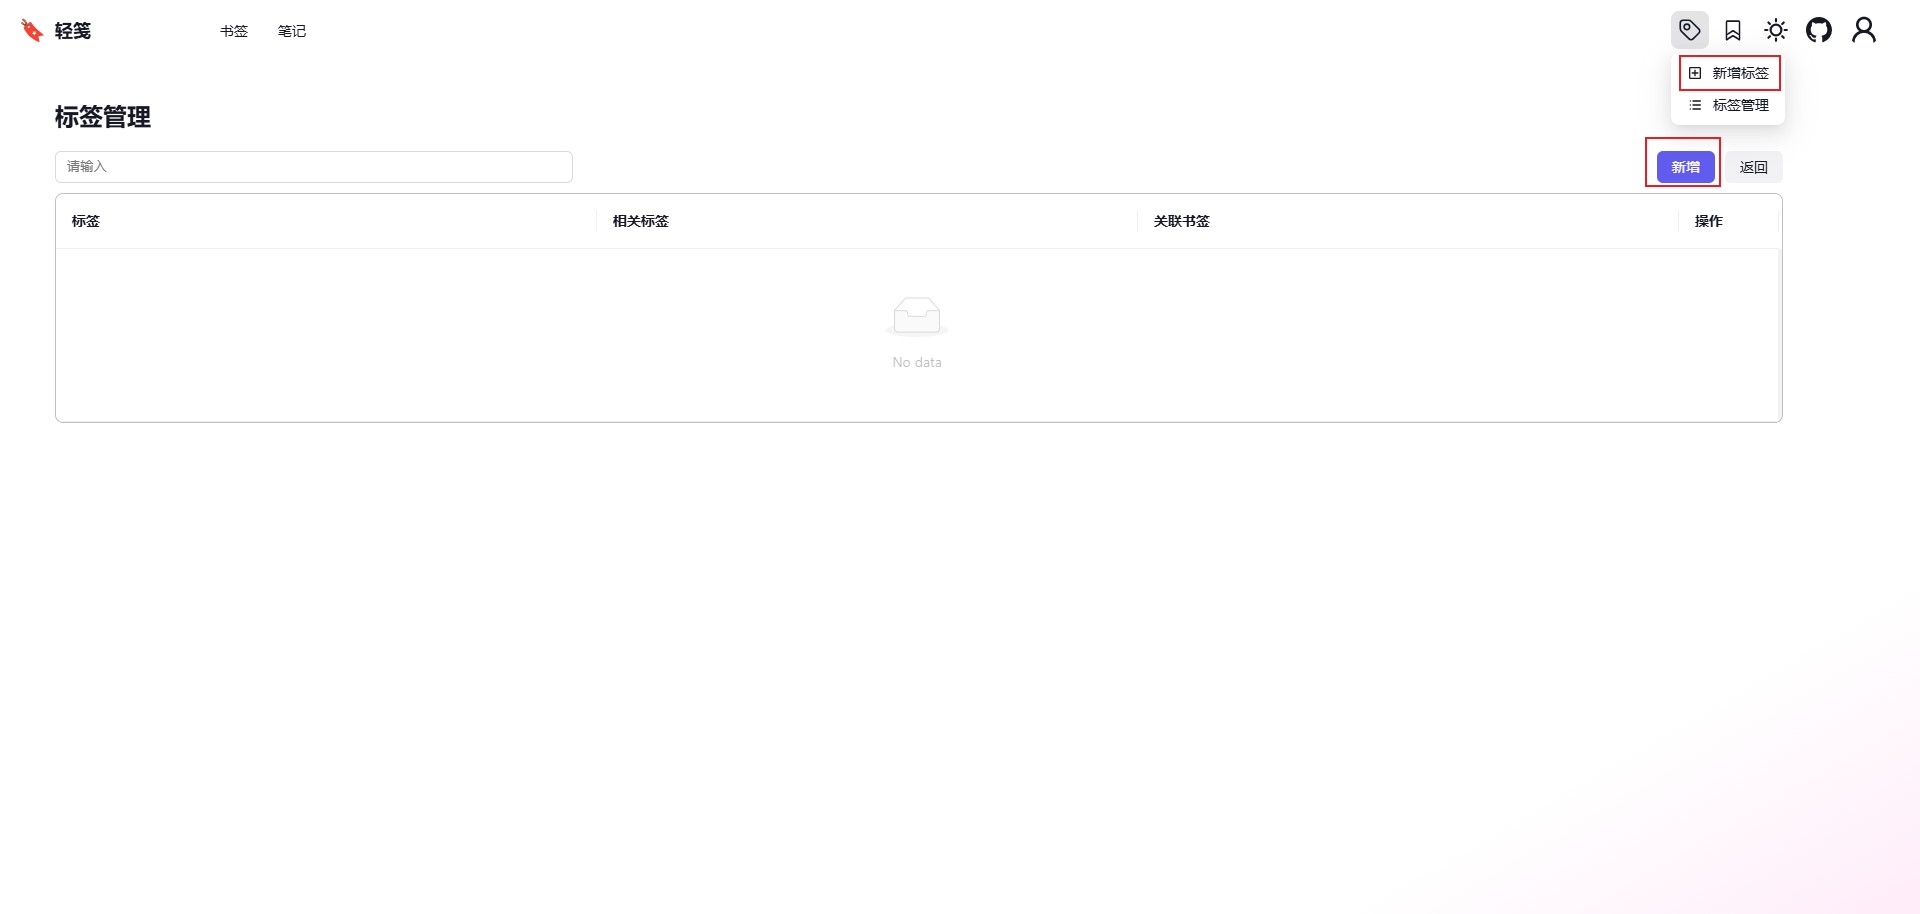 轻笺
书签 笔记
新增标签
标签管理
标签管理
请输入
新增 返回
标签 相关标签 关联书签 操作
No data